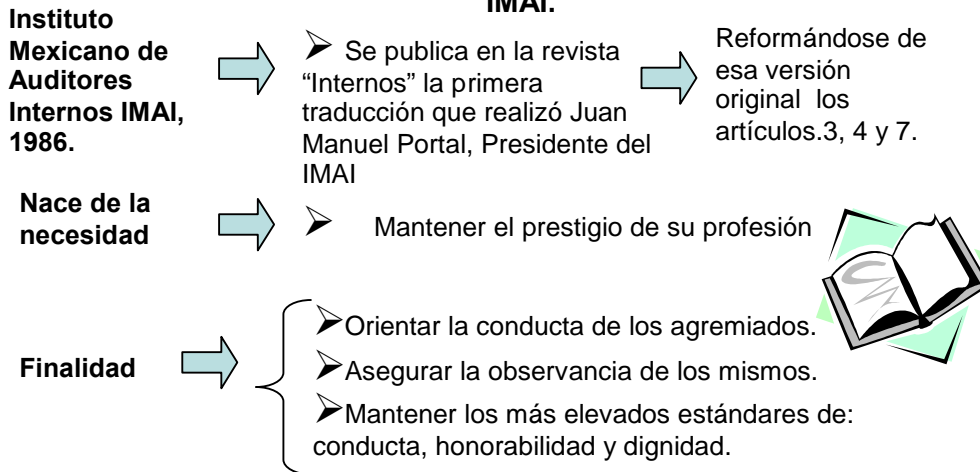 IMAI.
Instituto
Mexicano de
Auditores
Internos IMAI,
1986.
➢ Se publica en la revista
“Internos” la primera
traducción que realizó Juan
Manuel Portal, Presidente del
IMAI
Reformándose de
esa versión
original los
artículos.3, 4 y 7.
Nace de la
necesidad
➢ Mantener el prestigio de su profesión
Finalidad
➢Orientar la conducta de los agremiados.
➢Asegurar la observancia de los mismos.
➢Mantener los más elevados estándares de:
conducta, honorabilidad y dignidad.